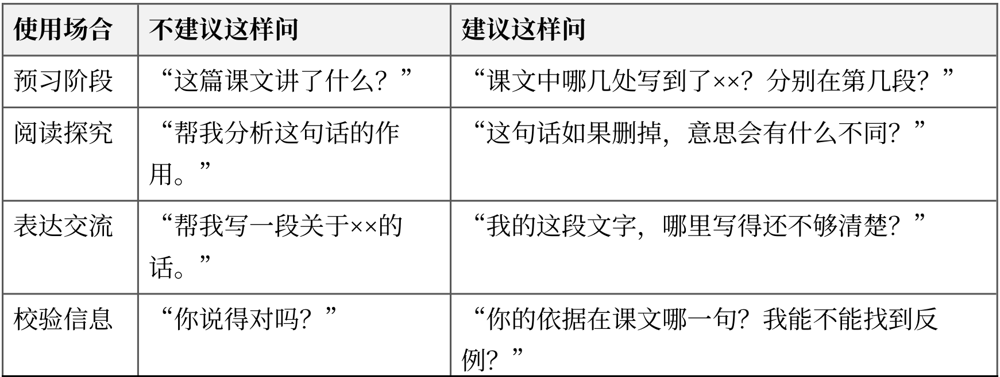 使用场合 不建议这样问 建议这样问
预习阶段 “这篇课文讲了什么？” “课文中哪几处写到了××？分别在第几段？”
阅读探究 “帮我分析这句话的作 “这句话如果删掉，意思会有什么不同？”
用。”
表达交流 “帮我写一段关于××的 “我的这段文字，哪里写得还不够清楚？”
话。”
校验信息 “你说得对吗？” “你的依据在课文哪一句？我能不能找到反
例？”